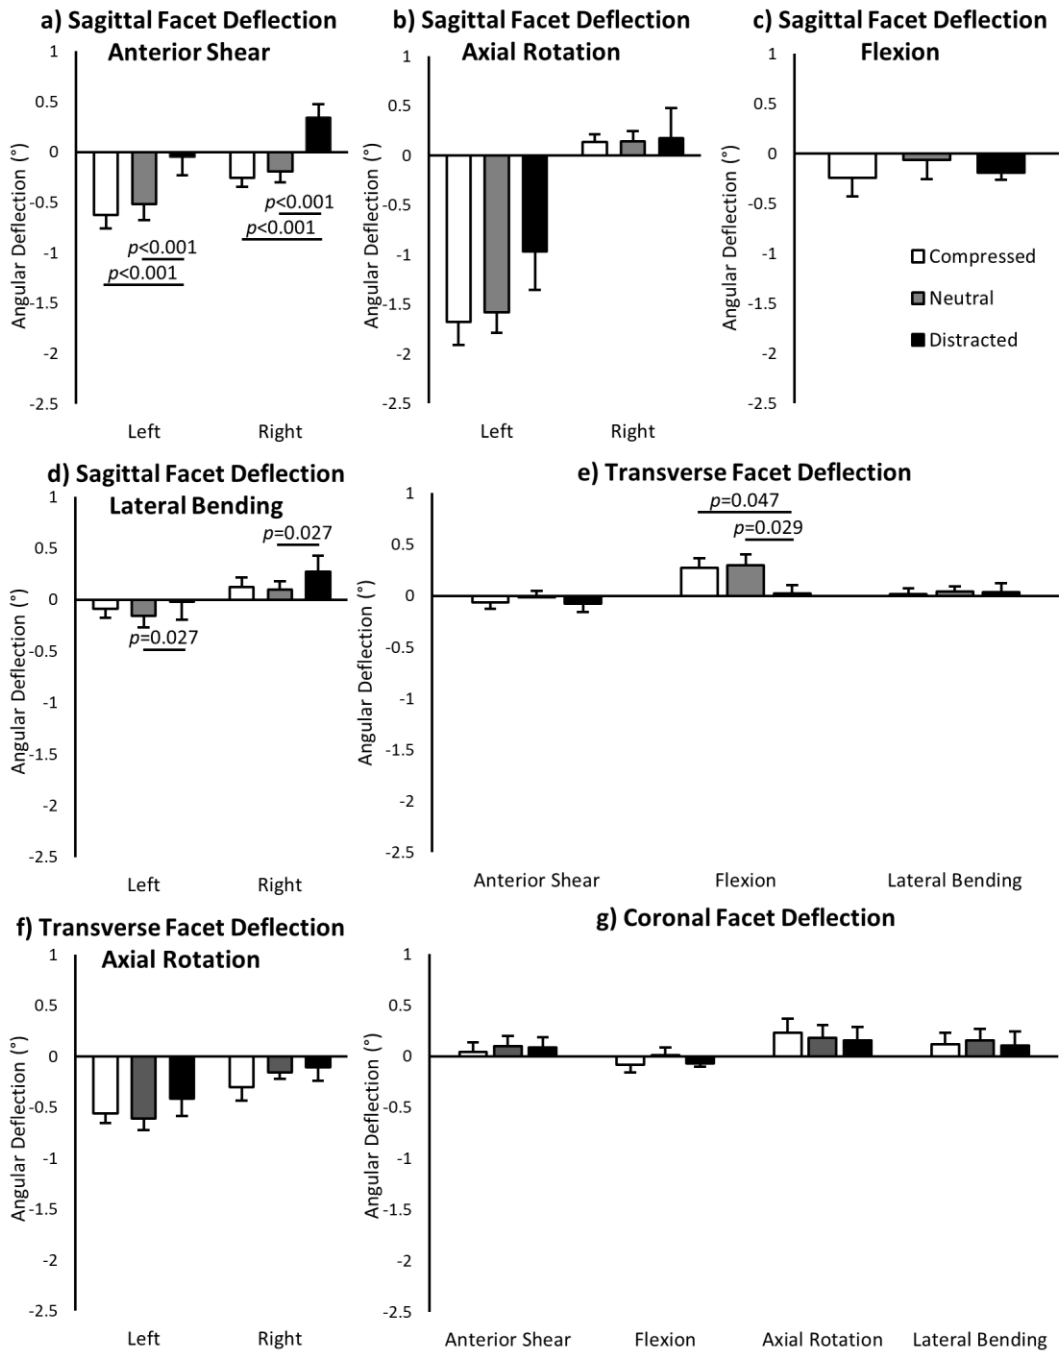 a) Sagittal Facet Deflection
Anterior Shear
1
0.5
0
-0.5
-1
-1.5
-2
-2.5
Angular Deflection (°)
p<0.001
p<0.001
p<0.001
p<0.001
Left
Right
b) Sagittal Facet Deflection
Axial Rotation
1
0.5
0
-0.5
-1
-1.5
-2
-2.5
Angular Deflection (°)
Left
Right
c) Sagittal Facet Deflection
Flexion
1
0.5
0
-0.5
-1
-1.5
-2
-2.5
Angular Deflection (°)
Compressed
Neutral
Distracted
d) Sagittal Facet Deflection
Lateral Bending
1
0.5
0
-0.5
-1
-1.5
-2
-2.5
Angular Deflection (°)
p=0.027
p=0.027
Left
Right
e) Transverse Facet Deflection
1
0.5
0
-0.5
-1
-1.5
-2
-2.5
Angular Deflection (°)
p=0.047
p=0.029
Anterior Shear
Flexion
Lateral Bending
f) Transverse Facet Deflection
Axial Rotation
1
0.5
0
-0.5
-1
-1.5
-2
-2.5
Angular Deflection (°)
Left
Right
g) Coronal Facet Deflection
1
0.5
0
-0.5
-1
-1.5
-2
-2.5
Angular Deflection (°)
Anterior Shear
Flexion
Axial Rotation
Lateral Bending